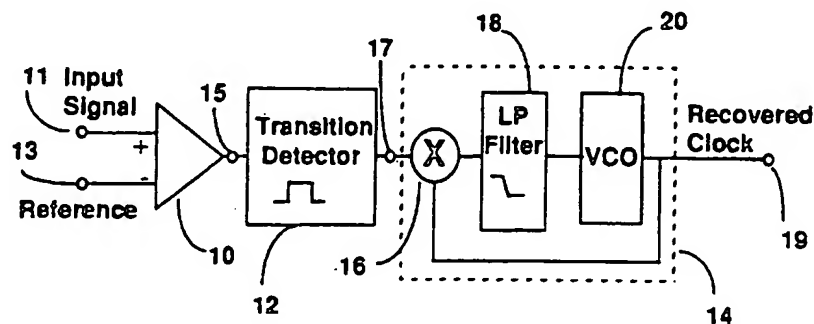 18
20
17
11 Input
Signal
15
Transition
Detector
LP
Filter
Recovered
Clock
13
+
X
VCO
-
Reference
10
12
16
14
19